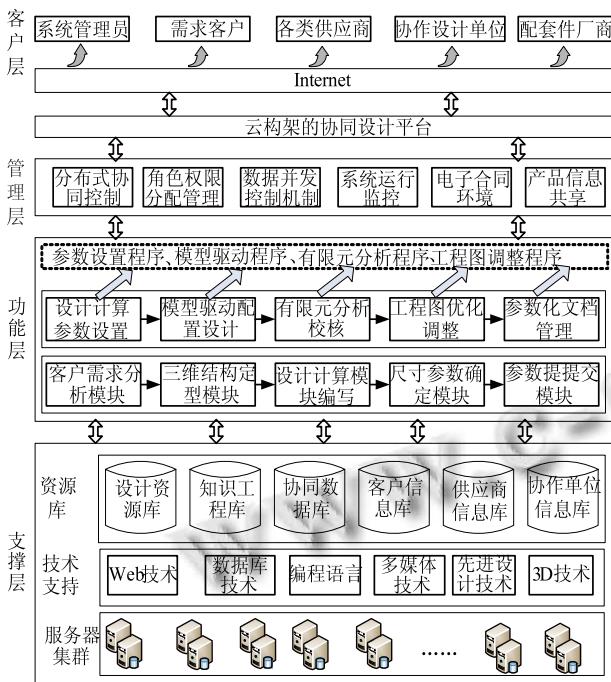 客户层
系统管理员
需求客户
各类供应商
协作设计单位
配套件厂商
Internet
云构架的协同设计平台
管理层
分布式协
同控制
角色权限
分配管理
数据并发
控制机制
系统运行
监控
电子合同
环境
产品信息
共享
功能层
参数设置程序、模型驱动程序、有限元分析程序、工程图调整程序
设计计算
参数设置
模型驱动配
置设计
有限元分析
校核
工程图优化
调整
参数化文档
管理
客户需求分
析模块
三维结构定
型模块
设计计算模
块编写
尺寸参数确
定模块
参数提提交
模块
支撑层
资源
库
设计资
源库
知识工
程库
协同数
据库
客户信
息库
供应商
信息库
协作单位
信息库
技术
支持
Web技术
数据库
技术
编程语言
多媒体
技术
先进设
计技术
3D技术
服务器
集群
……